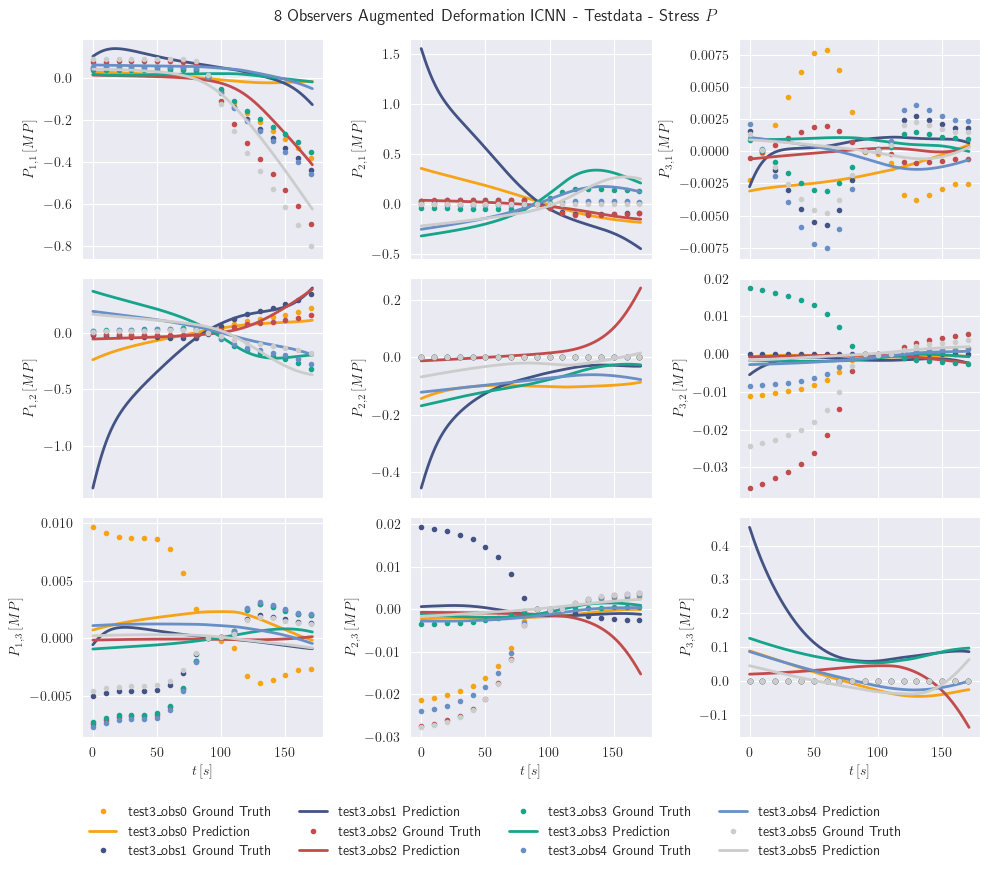 8 Observers Augmented Deformation ICNN - Testdata - Stress P
0.0
−0.2
−0.4
−0.6
−0.8
P1,1 [MP]
1.5
1.0
0.5
0.0
−0.5
P2,1 [MP]
0.0075
0.0050
0.0025
0.0000
−0.0025
−0.0050
−0.0075
P3,1 [MP]
0.0
−0.5
−1.0
P1,2 [MP]
0.2
0.0
−0.2
−0.4
P2,2 [MP]
0.02
0.01
0.00
−0.01
−0.02
−0.03
P3,2 [MP]
0.010
0.005
0.000
−0.005
P1,3 [MP]
0 50 100 150
t [s]
0.02
0.01
0.00
−0.01
−0.02
−0.03
P2,3 [MP]
0 50 100 150
t [s]
0.4
0.3
0.2
0.1
0.0
−0.1
P3,3 [MP]
0 50 100 150
t [s]
test3_obs0 Ground Truth
test3_obs0 Prediction
test3_obs1 Ground Truth
test3_obs1 Prediction
test3_obs2 Ground Truth
test3_obs2 Prediction
test3_obs3 Ground Truth
test3_obs3 Prediction
test3_obs4 Ground Truth
test3_obs4 Prediction
test3_obs5 Ground Truth
test3_obs5 Prediction